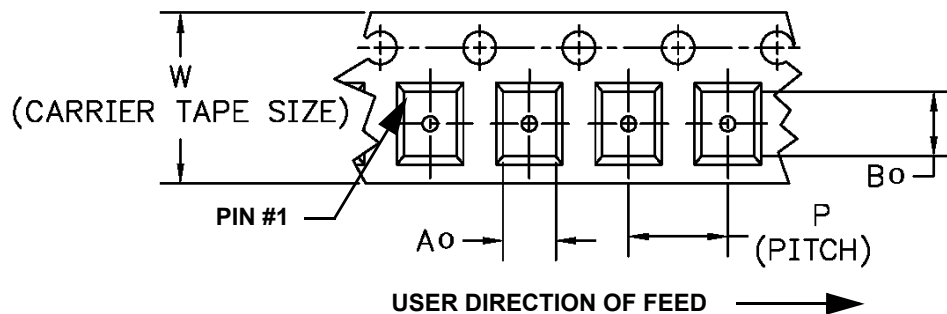 W
(CARRIER TAPE SIZE)
PIN #1
Ao
Bo
P
(PITCH)
USER DIRECTION OF FEED